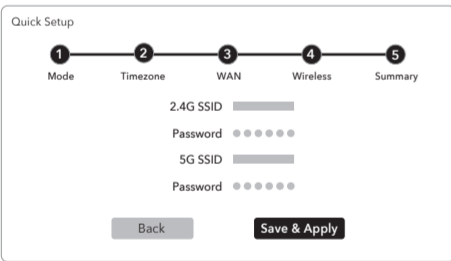 Quick Setup
1 2 3 4 5
Mode Timezone WAN Wireless Summary
2.4G SSID
Password
5G SSID
Password
Back Save & Apply